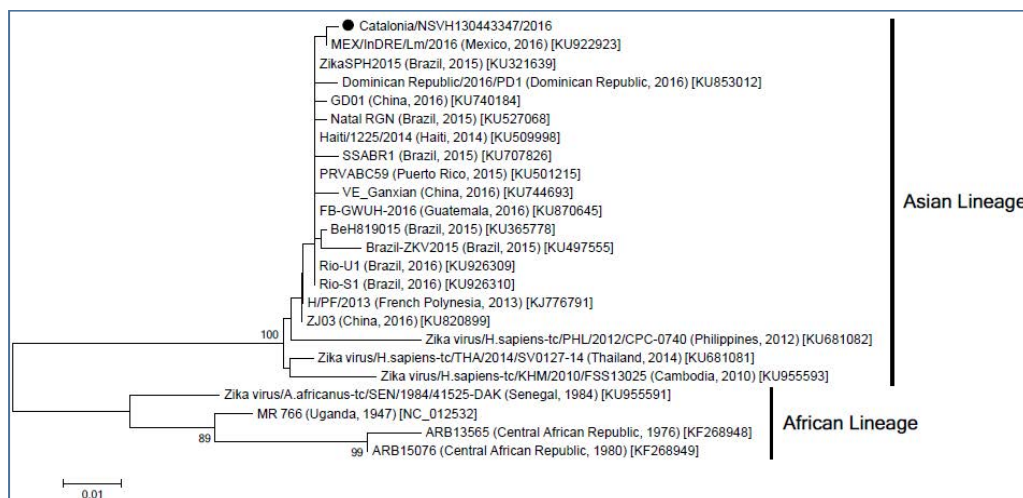 Catalonia/NSVH130443347/2016
MEX/InDRE/Lm/2016 (Mexico, 2016) [KU922923]
ZikaSPH2015 (Brazil, 2015) [KU321639]
Dominican Republic/2016/PD1 (Dominican Republic, 2016) [KU853012]
GD01 (China, 2016) [KU740184]
Natal RGN (Brazil, 2015) [KU527068]
Haiti/1225/2014 (Haiti, 2014) [KU509998]
SSABR1 (Brazil, 2015) [KU707826]
PRVABC59 (Puerto Rico, 2015) [KU501215]
VE_Ganxian (China, 2016) [KU744693]
Asian Lineage
FB-GWUH-2016 (Guatemala, 2016) [KU870645]
BeH819015 (Brazil, 2015) [KU365778]
Brazil-ZKV2015 (Brazil, 2015) [KU497555]
Rio-U1 (Brazil, 2016) [KU926309]
Rio-S1 (Brazil, 2016) [KU926310]
H/PF/2013 (French Polynesia, 2013) [KJ776791]
ZJ03 (China, 2016) [KU820899]
100
Zika virus/H.sapiens-tc/PHL/2012/CPC-0740 (Philippines, 2012) [KU681082]
Zika virus/H.sapiens-tc/THA/2014/SV0127-14 (Thailand, 2014) [KU681081]
Zika virus/H.sapiens-tc/KHM/2010/FSS13025 (Cambodia, 2010) [KU955593]
Zika virus/A.africanus-tc/SEN/1984/41525-DAK (Senegal, 1984) [KU955591]
MR 766 (Uganda, 1947) [NC_012532]
African Lineage
89
ARB13565 (Central African Republic, 1976) [KF268948]
99
ARB15076 (Central African Republic, 1980) [KF268949]
0.01